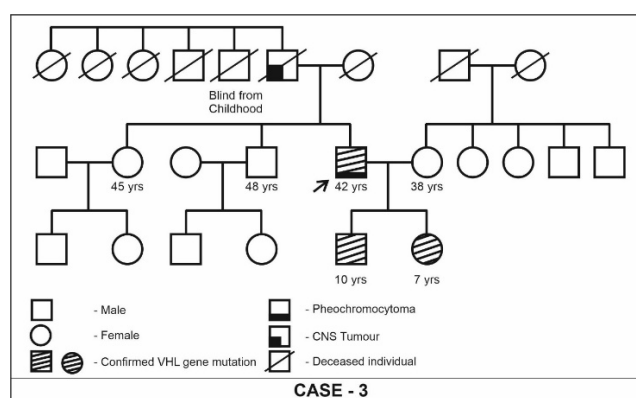 Blind from
Childhood
45 yrs
48 yrs
42 yrs
38 yrs
10 yrs
7 yrs
- Male
- Female
- Confirmed VHL gene mutation
- Pheochromocytoma
- CNS Tumour
- Deceased individual
CASE - 3